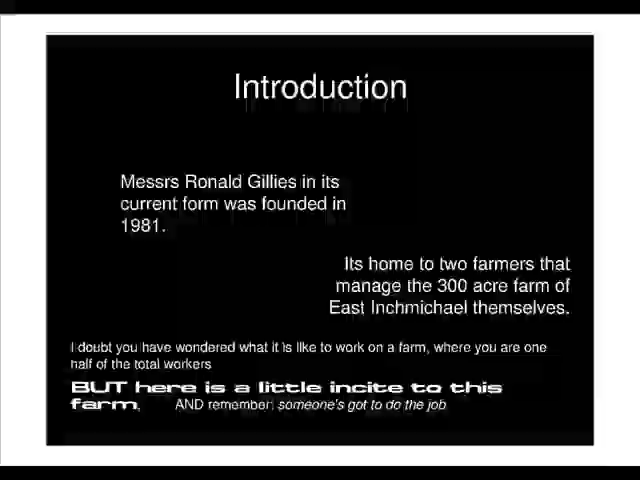 Introduction
Messrs Ronald Gillies in its
current form was founded in
1981.
Its home to two farmers that
manage the 300 acre farm of
East Inchmichael themselves.
I doubt you have wondered what it is like to work on a farm, where you are one
half of the total workers
BUT here is a little incite to this
farm, AND remember: someone's got to do the job